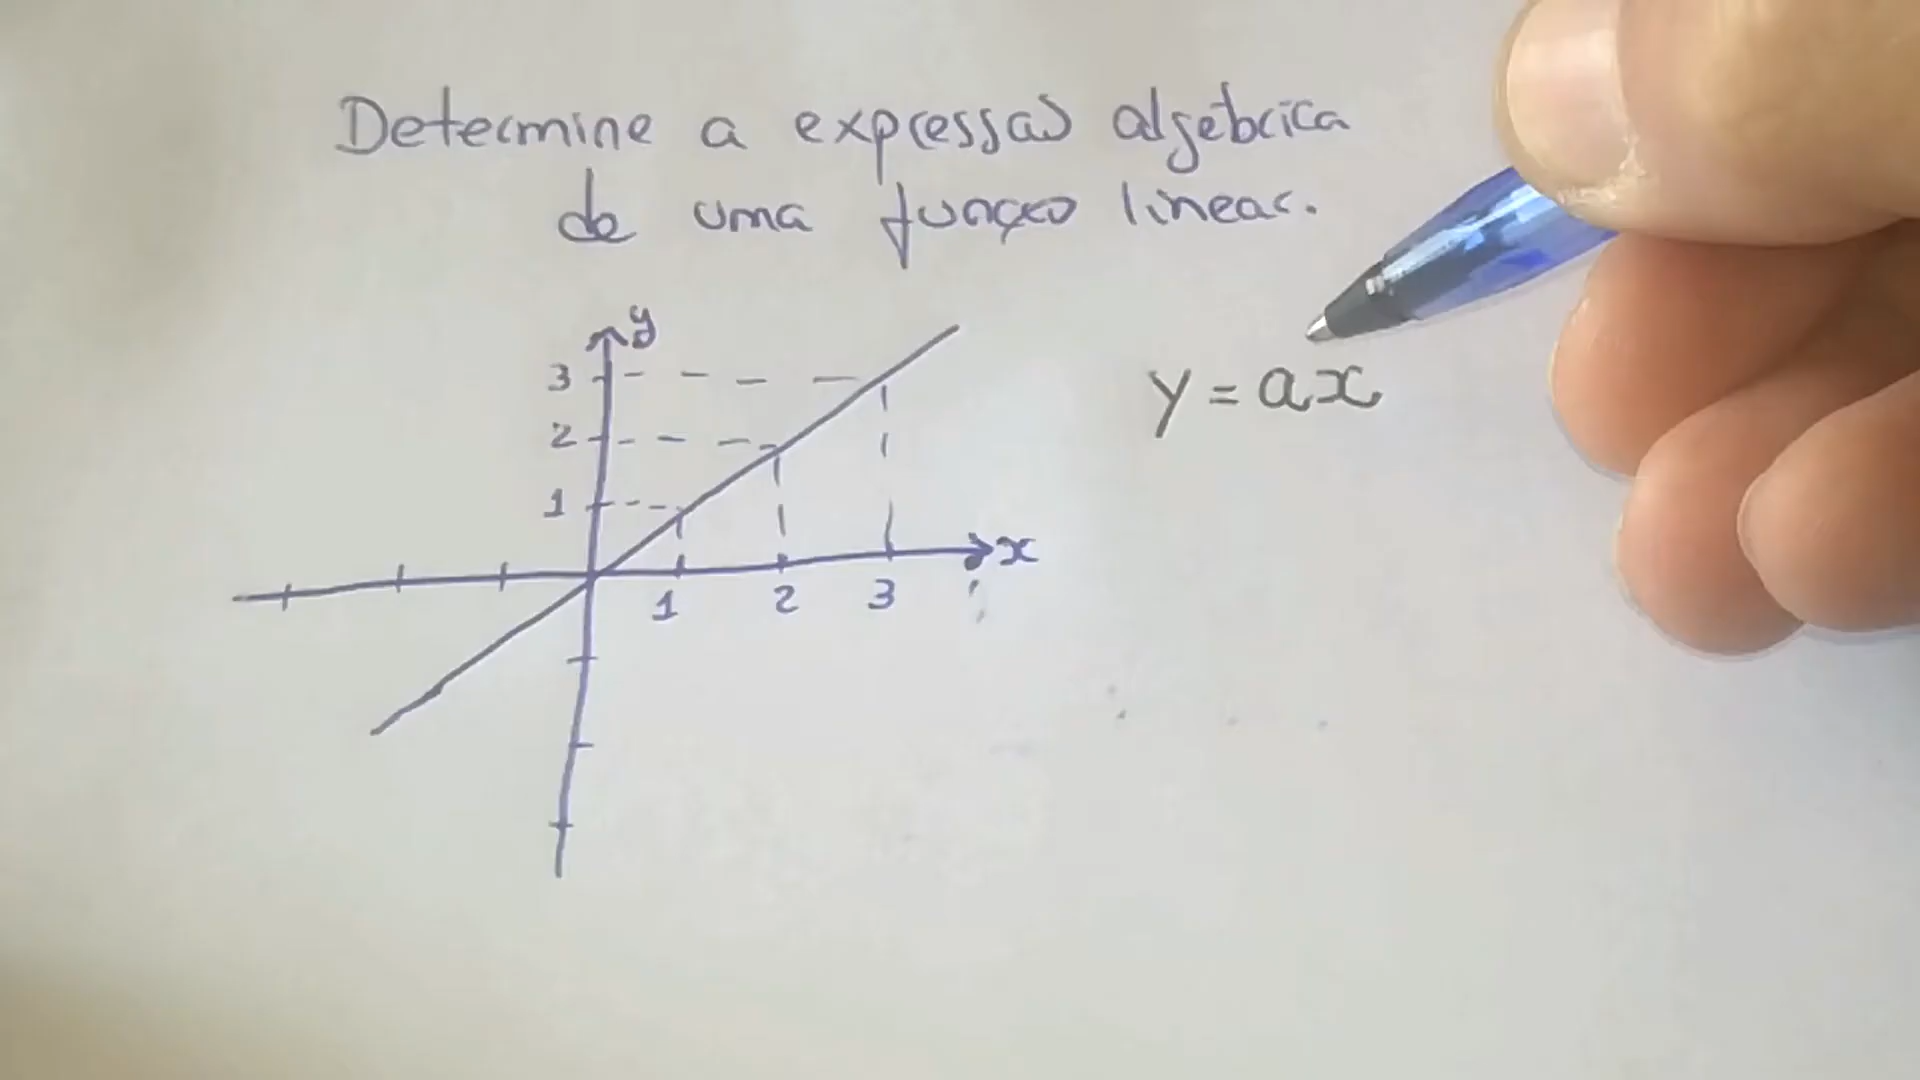 Determine a expressão algébrica
de uma função linear.
y
3
2
1
x
1 2 3
y = ax